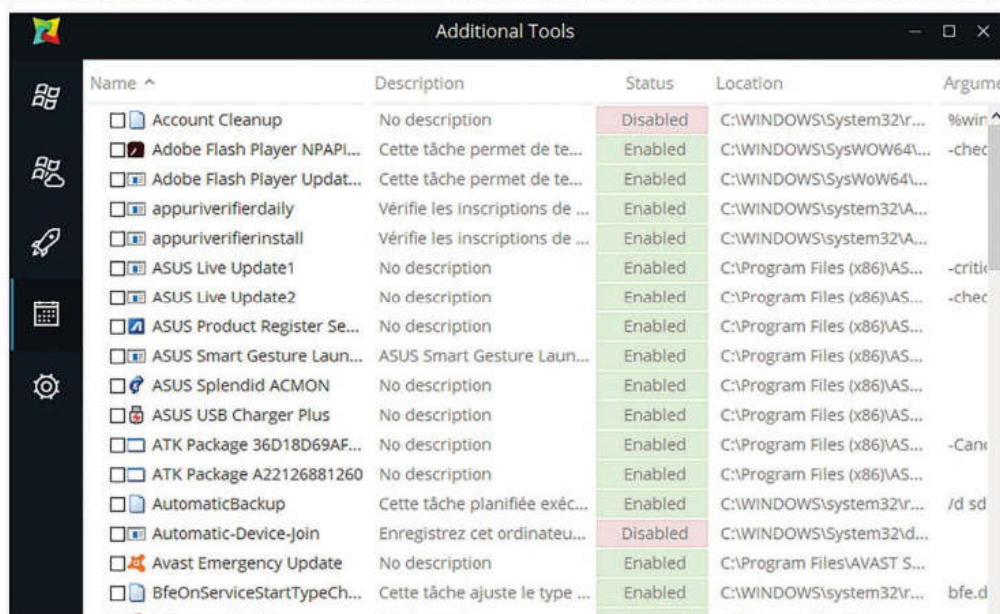 Additional Tools
Name Description Status Location Argume
Account Cleanup No description Disabled C:\WINDOWS\System32\r... %win
Adobe Flash Player NPAPI... Cette tâche permet de te... Enabled C:\WINDOWS\SysWOW64\... -chec
Adobe Flash Player Updat... Cette tâche permet de te... Enabled C:\WINDOWS\SysWoW64\...
appuriverifierdaily Vérifie les inscriptions de ... Enabled C:\WINDOWS\system32\A...
appuriverifierinstall Vérifie les inscriptions de ... Enabled C:\WINDOWS\system32\A...
ASUS Live Update1 No description Enabled C:\Program Files (x86)\AS... -critic
ASUS Live Update2 No description Enabled C:\Program Files (x86)\AS... -chec
ASUS Product Register Se... No description Enabled C:\Program Files (x86)\AS...
ASUS Smart Gesture Laun... ASUS Smart Gesture Laun... Enabled C:\Program Files (x86)\AS...
ASUS Splendid ACMON No description Enabled C:\Program Files (x86)\AS...
ASUS USB Charger Plus No description Enabled C:\Program Files (x86)\AS...
ATK Package 36D18D69AF... No description Enabled C:\Program Files (x86)\AS... -Canc
ATK Package A22126881260 No description Enabled C:\Program Files (x86)\AS...
AutomaticBackup Cette tâche planifiée exéc... Enabled C:\WINDOWS\system32\r... /d sd
Automatic-Device-Join Enregistrez cet ordinateu... Disabled C:\WINDOWS\System32\d...
Avast Emergency Update No description Enabled C:\Program Files\AVAST S...
BfeOnServiceStartTypeCh... Cette tâche ajuste le type ... Enabled C:\WINDOWS\system32\r... bfe.d